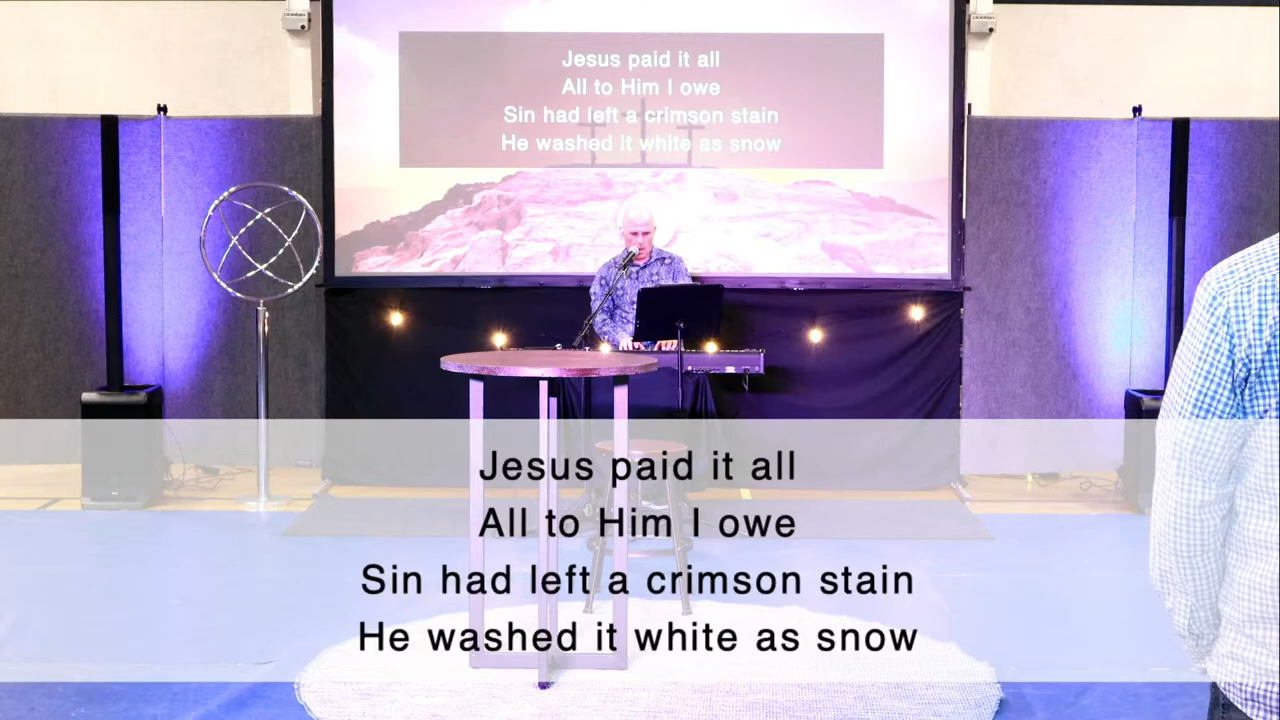 Jesus paid it all
All to Him I owe
Sin had left a crimson stain
He washed it white as snow
Jesus paid it all
All to Him I owe
Sin had left a crimson stain
He washed it white as snow